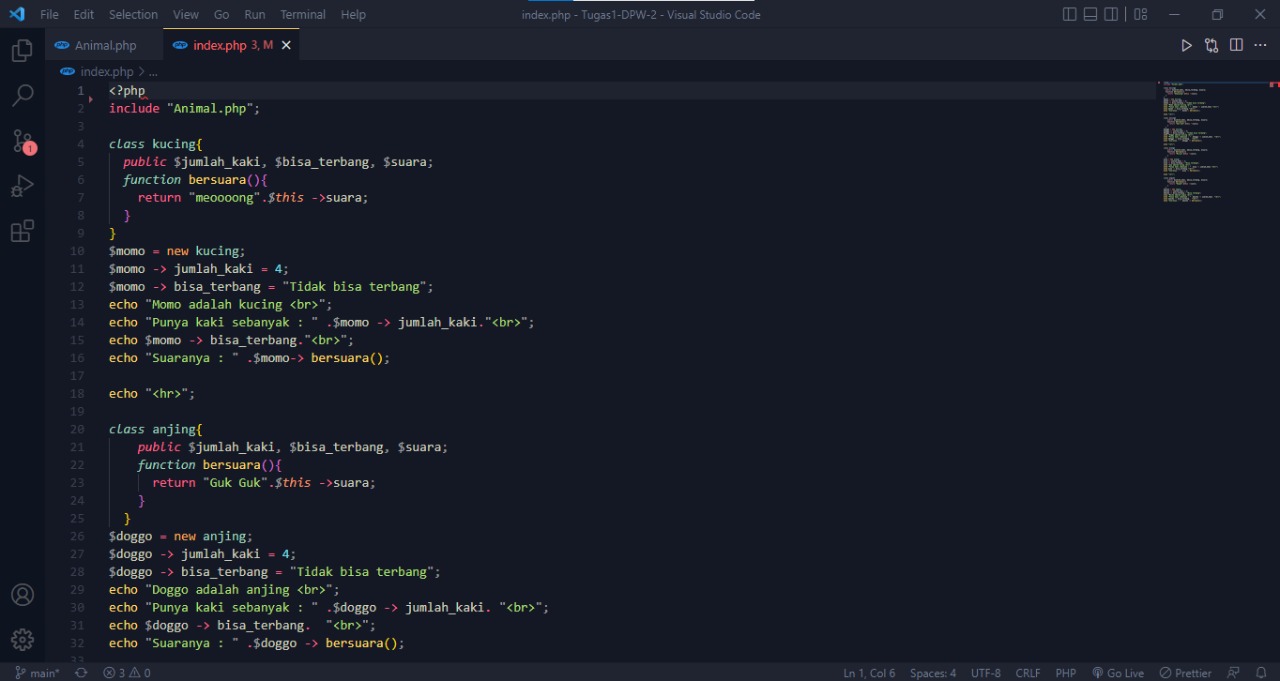 File Edit Selection View Go Run Terminal Help
index.php - Tugas1-DPW-2 - Visual Studio Code
Animal.php
index.php 3, M
index.php > ...
1 <?php
2 include "Animal.php";
3
4 class kucing{
5 public $jumlah_kaki, $bisa_terbang, $suara;
6 function bersuara(){
7 return "meoooong".$this ->suara;
8 }
9 }
10 $momo = new kucing;
11 $momo -> jumlah_kaki = 4;
12 $momo -> bisa_terbang = "Tidak bisa terbang";
13 echo "Momo adalah kucing <br>";
14 echo "Punya kaki sebanyak : " .$momo -> jumlah_kaki."<br>";
15 echo $momo -> bisa_terbang."<br>";
16 echo "Suaranya : " .$momo-> bersuara();
17
18 echo "<hr>";
19
20 class anjing{
21 public $jumlah_kaki, $bisa_terbang, $suara;
22 function bersuara(){
23 return "Guk Guk".$this ->suara;
24 }
25 }
26 $doggo = new anjing;
27 $doggo -> jumlah_kaki = 4;
28 $doggo -> bisa_terbang = "Tidak bisa terbang";
29 echo "Doggo adalah anjing <br>";
30 echo "Punya kaki sebanyak : " .$doggo -> jumlah_kaki. "<br>";
31 echo $doggo -> bisa_terbang.  "<br>";
32 echo "Suaranya : " .$doggo -> bersuara();
33
1
main* 3 0 Ln 1, Col 6 Spaces: 4 UTF-8 CRLF PHP Go Live Prettier